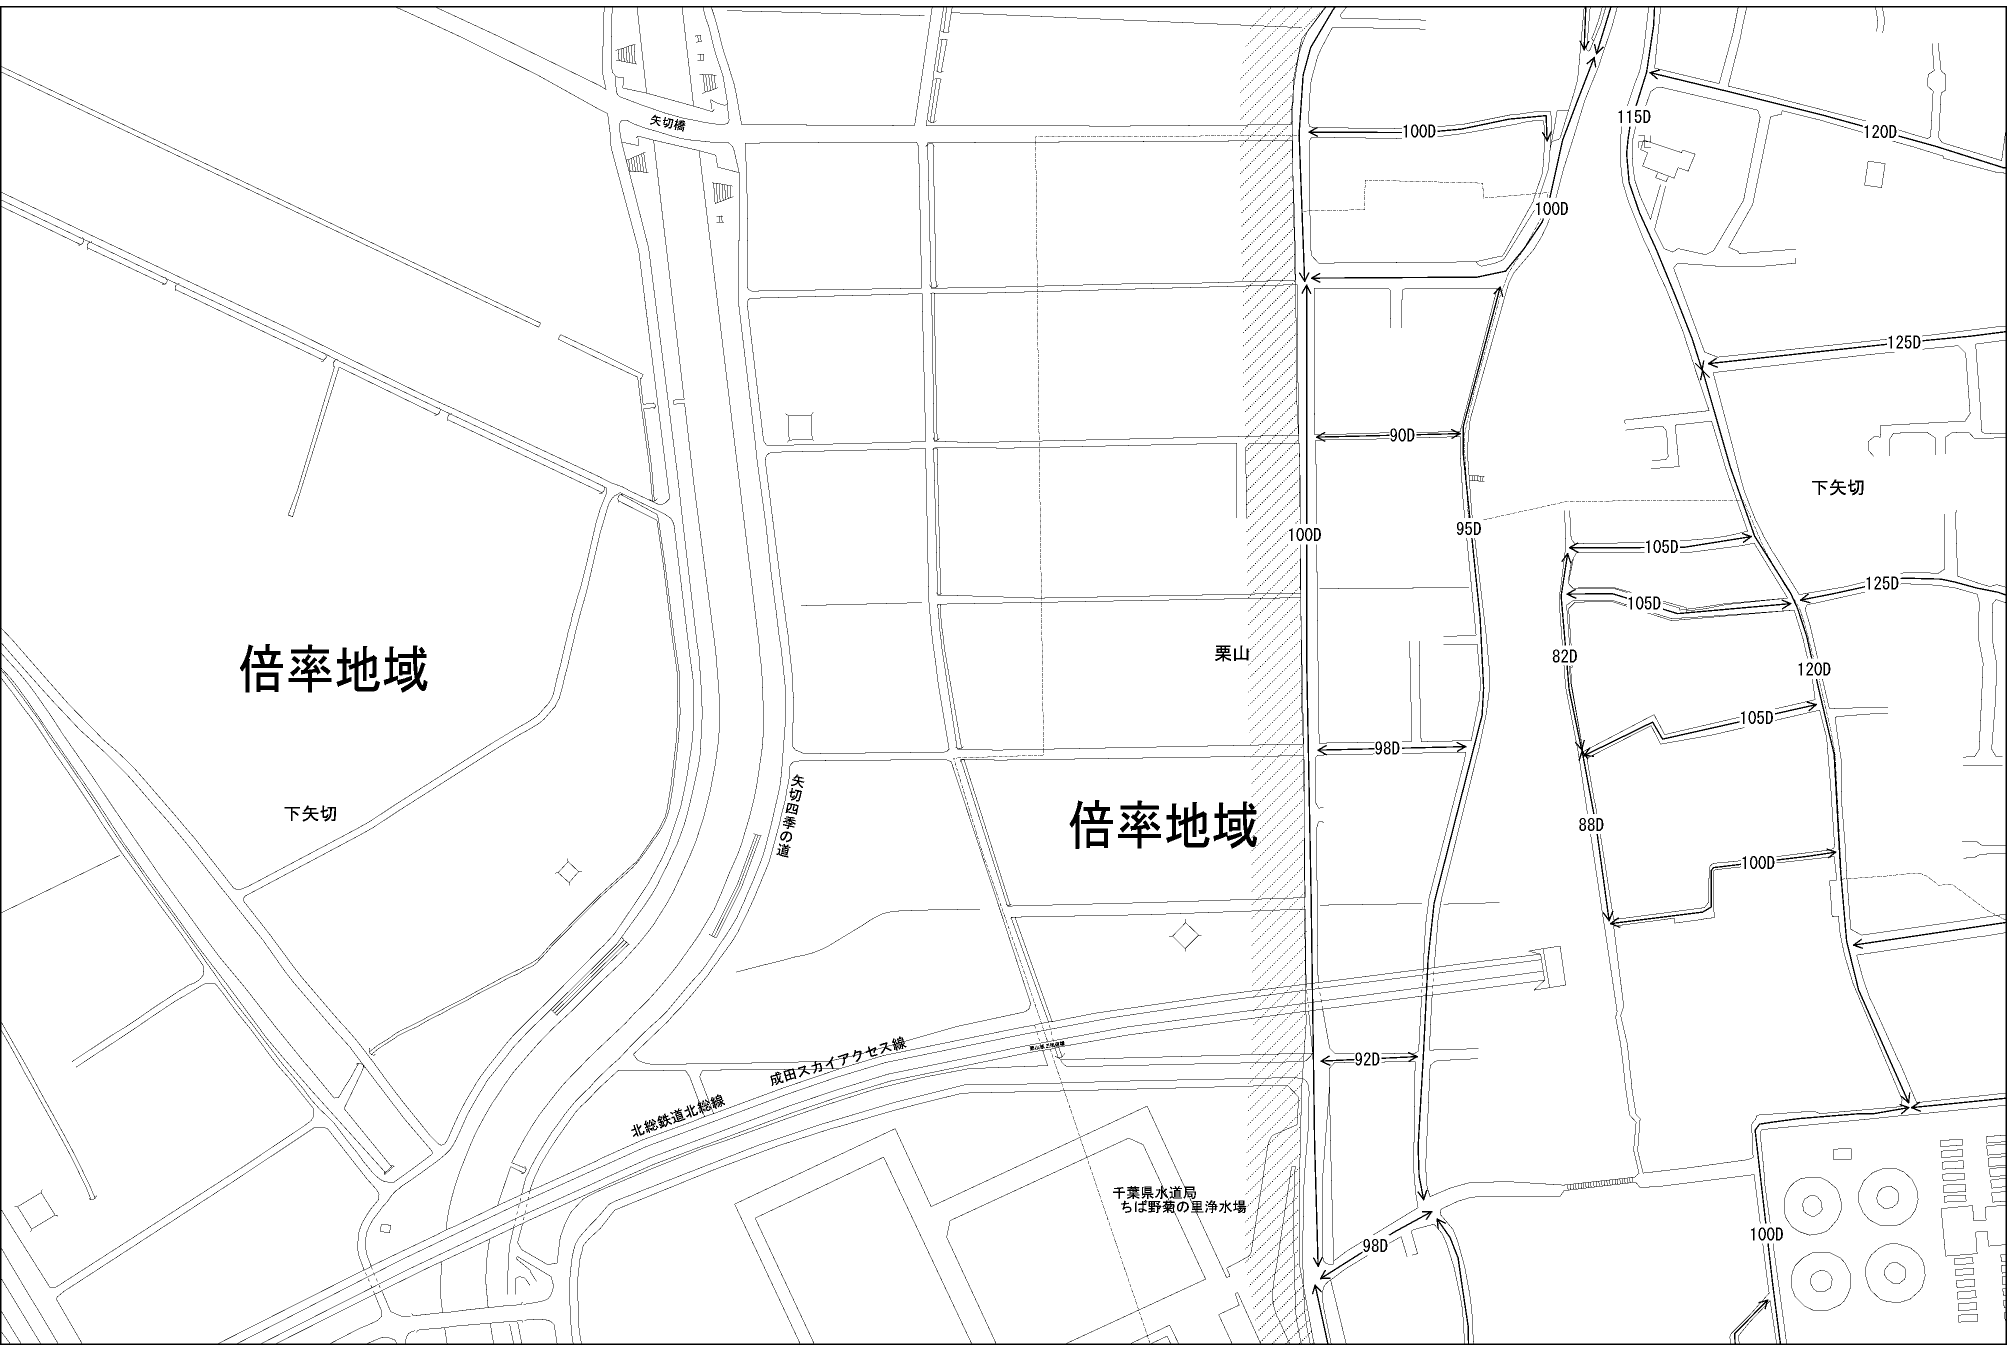 矢切橋
100D
115D
120D
100D
125D
90D
下矢切
100D
95D
105D
125D
105D
栗山
82D
倍率地域
120D
105D
98D
矢切四季の道
下矢切
倍率地域
88D
100D
成田スカイアクセス線
92D
北総鉄道北総線
千葉県水道局
ちば野菊の里浄水場
100D
98D